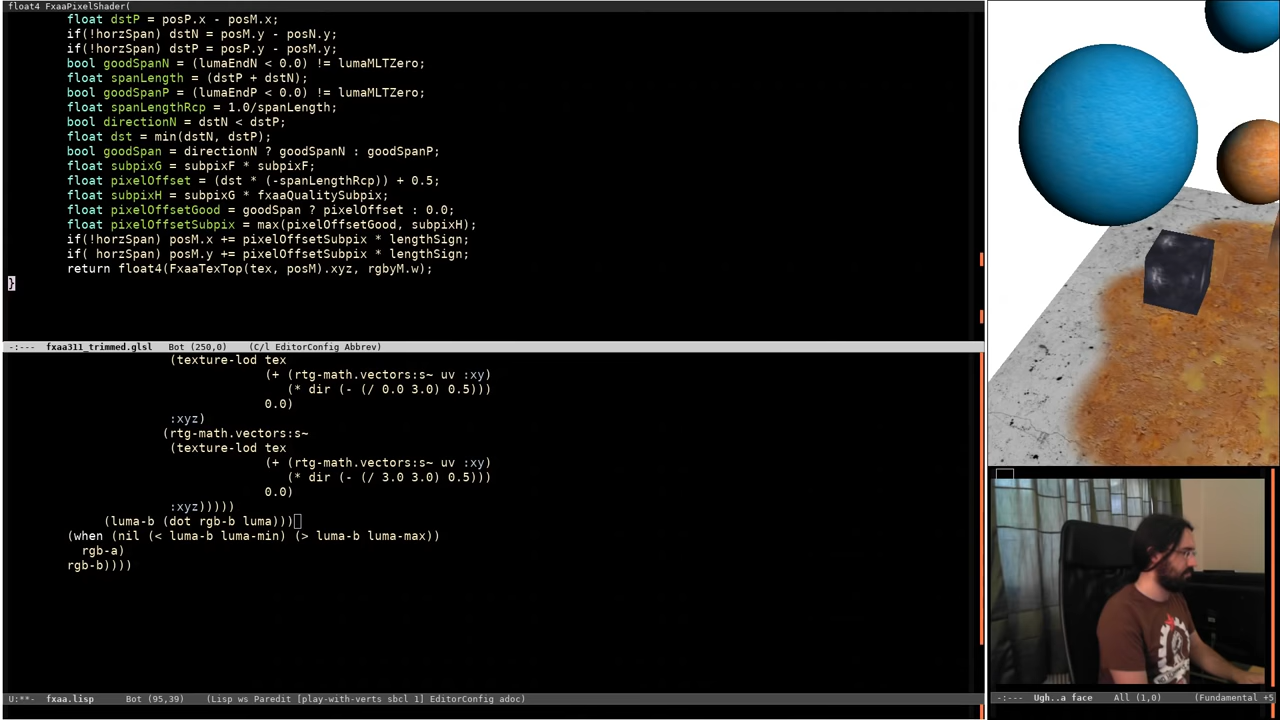 float4 FxaaPixelShader(
float dstP = posP.x - posM.x;
if(!horzSpan) dstN = posM.y - posN.y;
if(!horzSpan) dstP = posP.y - posM.y;
bool goodSpanN = (lumaEndN < 0.0) != lumaMLTZero;
float spanLength = (dstP + dstN);
bool goodSpanP = (lumaEndP < 0.0) != lumaMLTZero;
float spanLengthRcp = 1.0/spanLength;
bool directionN = dstN < dstP;
float dst = min(dstN, dstP);
bool goodSpan = directionN ? goodSpanN : goodSpanP;
float subpixG = subpixF * subpixF;
float pixelOffset = (dst * (-spanLengthRcp)) + 0.5;
float subpixH = subpixG * fxaaQualitySubpix;
float pixelOffsetGood = goodSpan ? pixelOffset : 0.0;
float pixelOffsetSubpix = max(pixelOffsetGood, subpixH);
if(!horzSpan) posM.x += pixelOffsetSubpix * lengthSign;
if( horzSpan) posM.y += pixelOffsetSubpix * lengthSign;
return float4(FxaaTexTop(tex, posM).xyz, rgbyM.w);
}
-:--- fxaa311_trimmed.glsl Bot (250,0) (C/l EditorConfig Abbrev)
(texture-lod tex
(+ (rtg-math.vectors:s~ uv :xy)
(* dir (- (/ 0.0 3.0) 0.5)))
0.0)
:xyz)
(rtg-math.vectors:s~
(texture-lod tex
(+ (rtg-math.vectors:s~ uv :xy)
(* dir (- (/ 3.0 3.0) 0.5)))
0.0)
:xyz)))))
(luma-b (dot rgb-b luma)))
(when (nil (< luma-b luma-min) (> luma-b luma-max))
rgb-a)
rgb-b))))
U:**- fxaa.lisp Bot (95,39) (Lisp ws Paredit [play-with-verts sbcl 1] EditorConfig adoc)
-:--- Ugh..a face All (1,0) (Fundamental +5